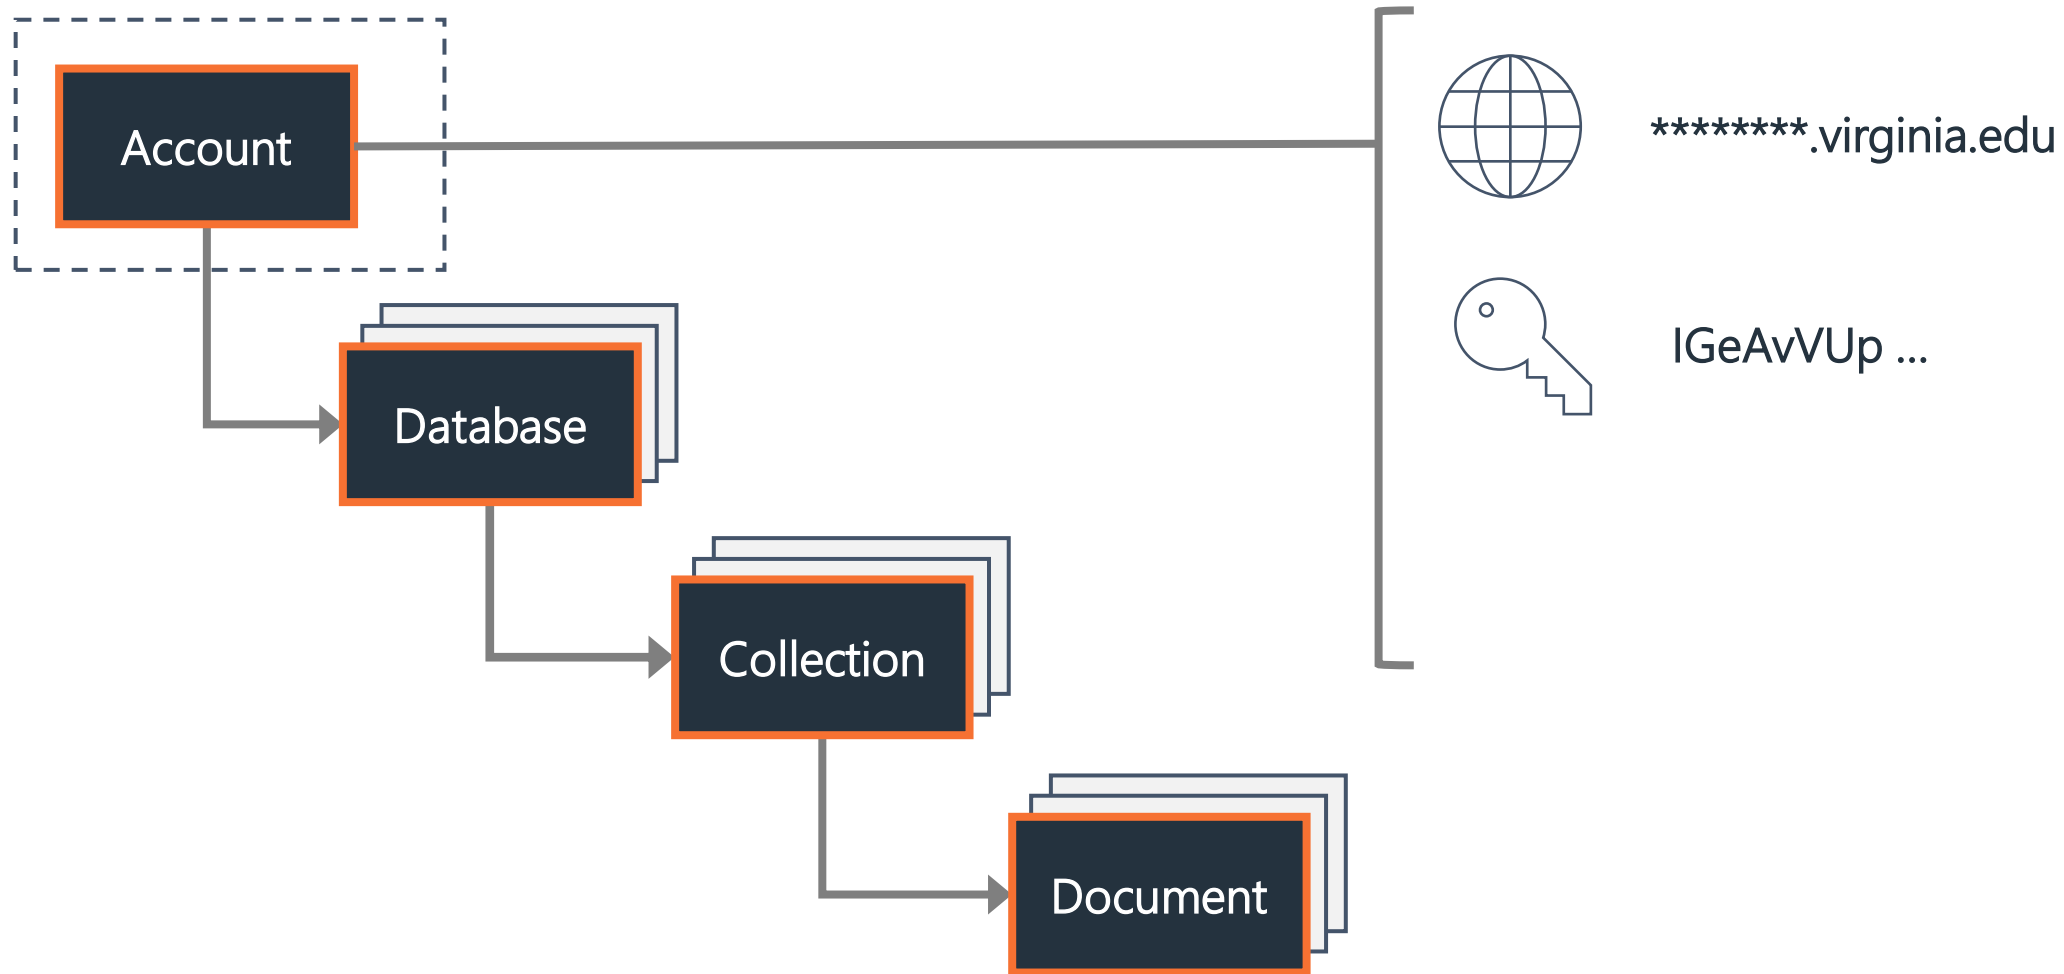 Account
********.virginia.edu
IGeAvVUp ...
Database
Collection
Document